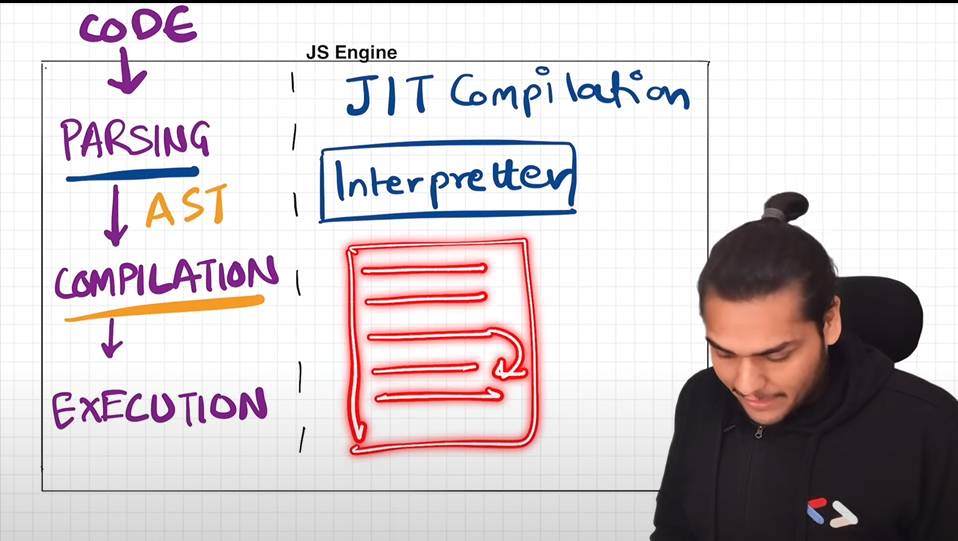 CODE
JS Engine
PARSING
AST
COMPILATION
EXECUTION
JIT Compilation
Interpretter